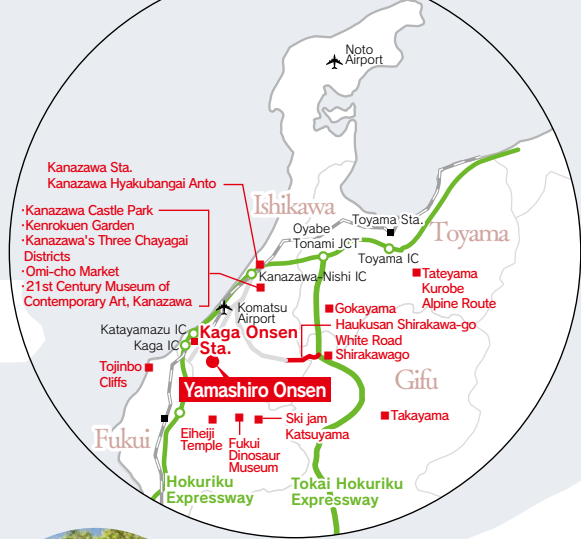 Noto
Airport
Kanazawa Sta.
Kanazawa Hyakubangai Anto
Ishikawa
·Kanazawa Castle Park
·Kenrokuen Garden
·Kanazawa's Three Chayagai
Districts
·Omi-cho Market
·21st Century Museum of
Contemporary Art, Kanazawa
Oyabe
Tonami JCT
Toyama Sta.
Toyama
Toyama IC
Kanazawa-Nishi IC
Tateyama
Kurobe
Alpine Route
Komatsu
Airport
Gokayama
Katayamazu IC
Kaga IC
Kaga Onsen
Sta.
Haukusan Shirakawa-go
White Road
Shirakawago
Tojinbo
Cliffs
Yamashiro Onsen
Gifu
Takayama
Fukui
Eiheiji
Temple
Fukui
Dinosaur
Museum
Ski jam
Katsuyama
Hokuriku
Expressway
Tokai Hokuriku
Expressway